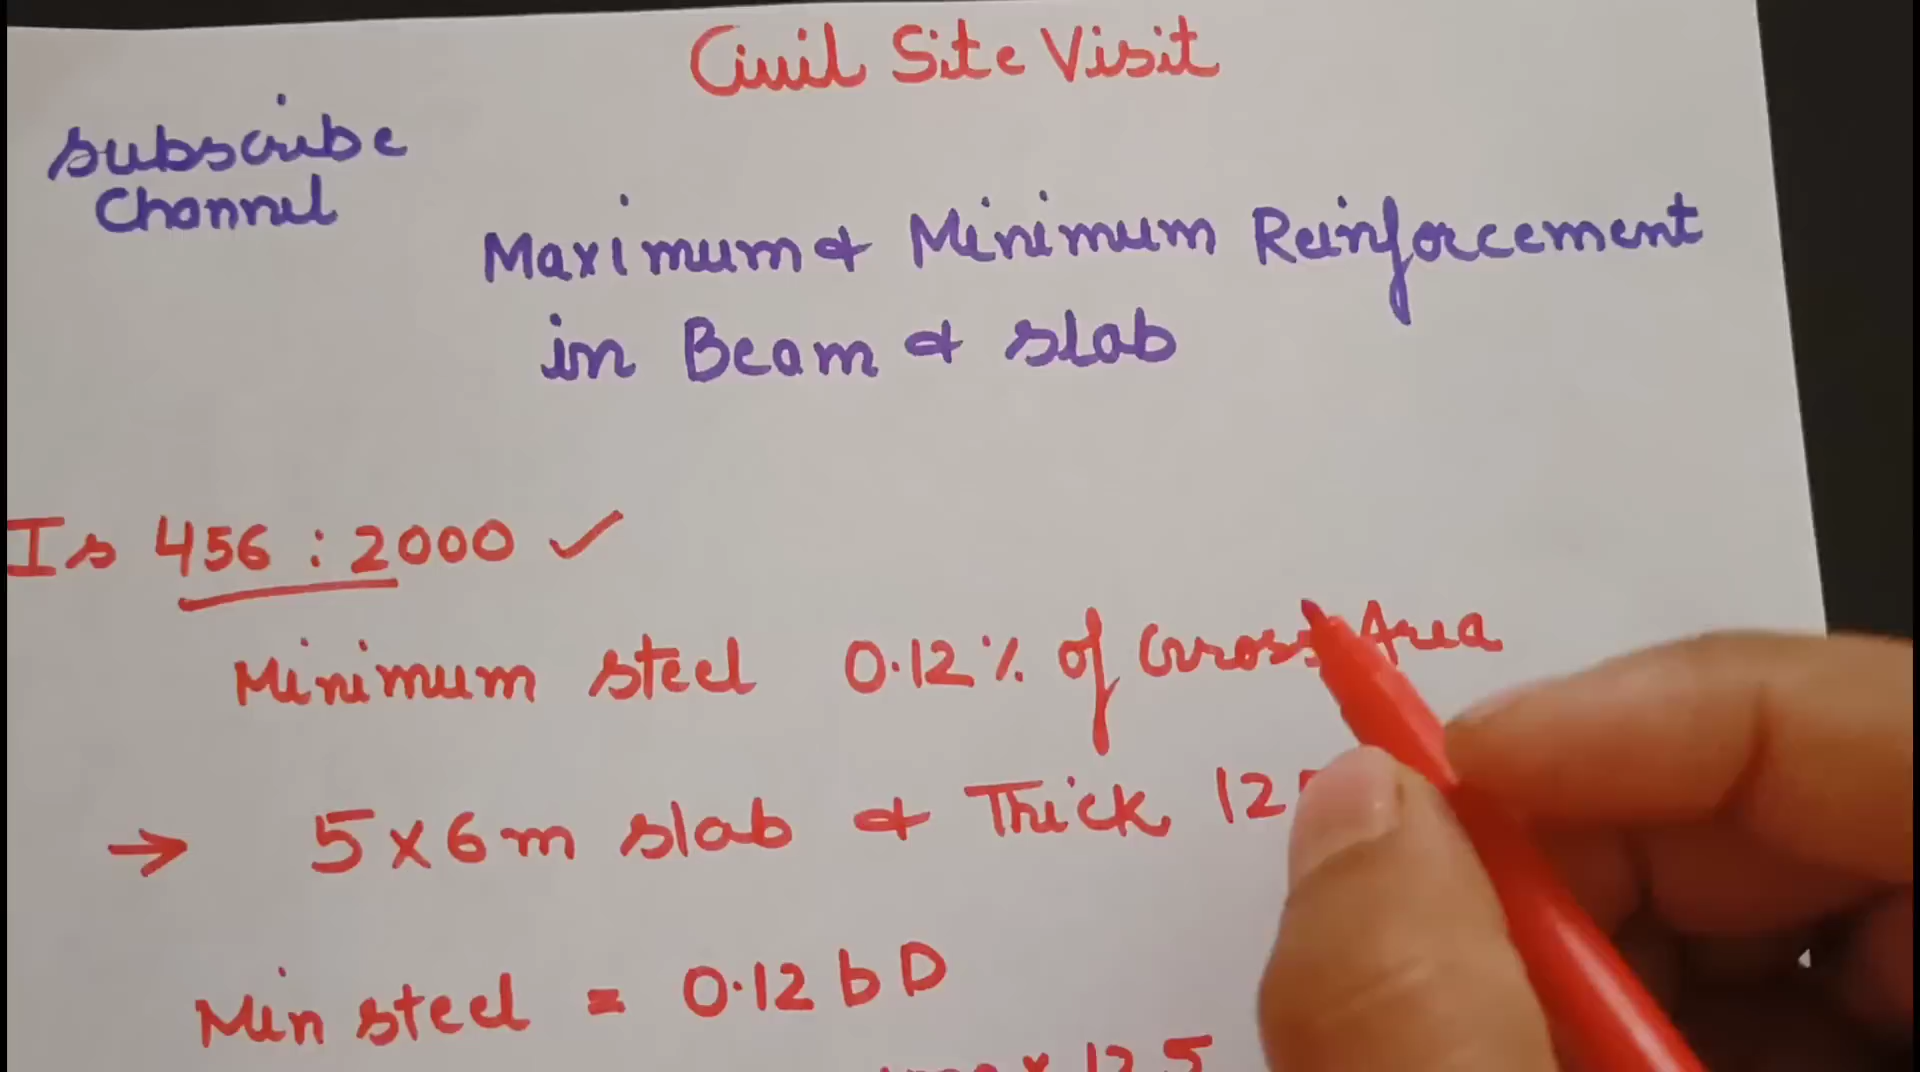 Civil Site Visit
Subscribe
Channel
Maximum & Minimum Reinforcement
in Beam & slab
Is 456 : 2000 ✓
Minimum steel 0.12% of Gross Area
→ 5 x 6 m slab & Thick
Min steel = 0.12 b D
x 125